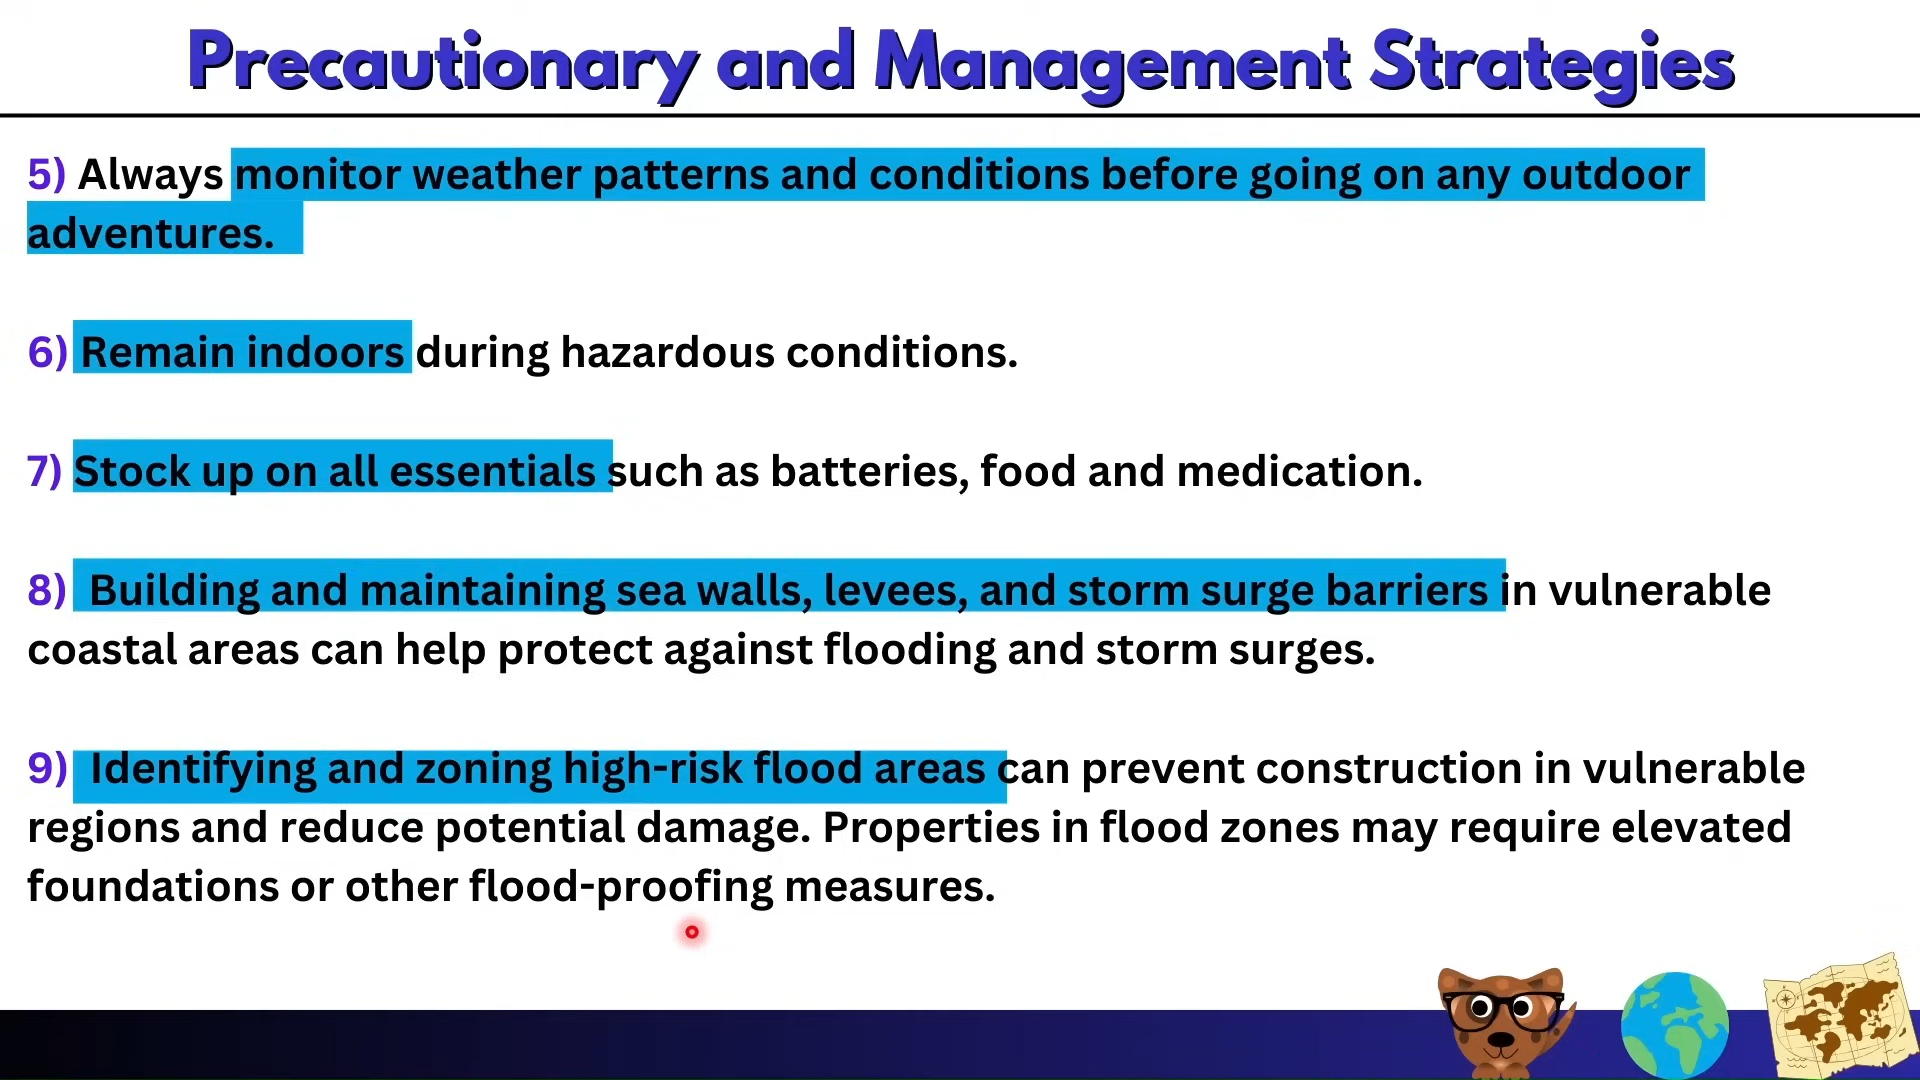 Precautionary and Management Strategies
5) Always monitor weather patterns and conditions before going on any outdoor
adventures.
6) Remain indoors during hazardous conditions.
7) Stock up on all essentials such as batteries, food and medication.
8) Building and maintaining sea walls, levees, and storm surge barriers in vulnerable
coastal areas can help protect against flooding and storm surges.
9) Identifying and zoning high-risk flood areas can prevent construction in vulnerable
regions and reduce potential damage. Properties in flood zones may require elevated
foundations or other flood-proofing measures.